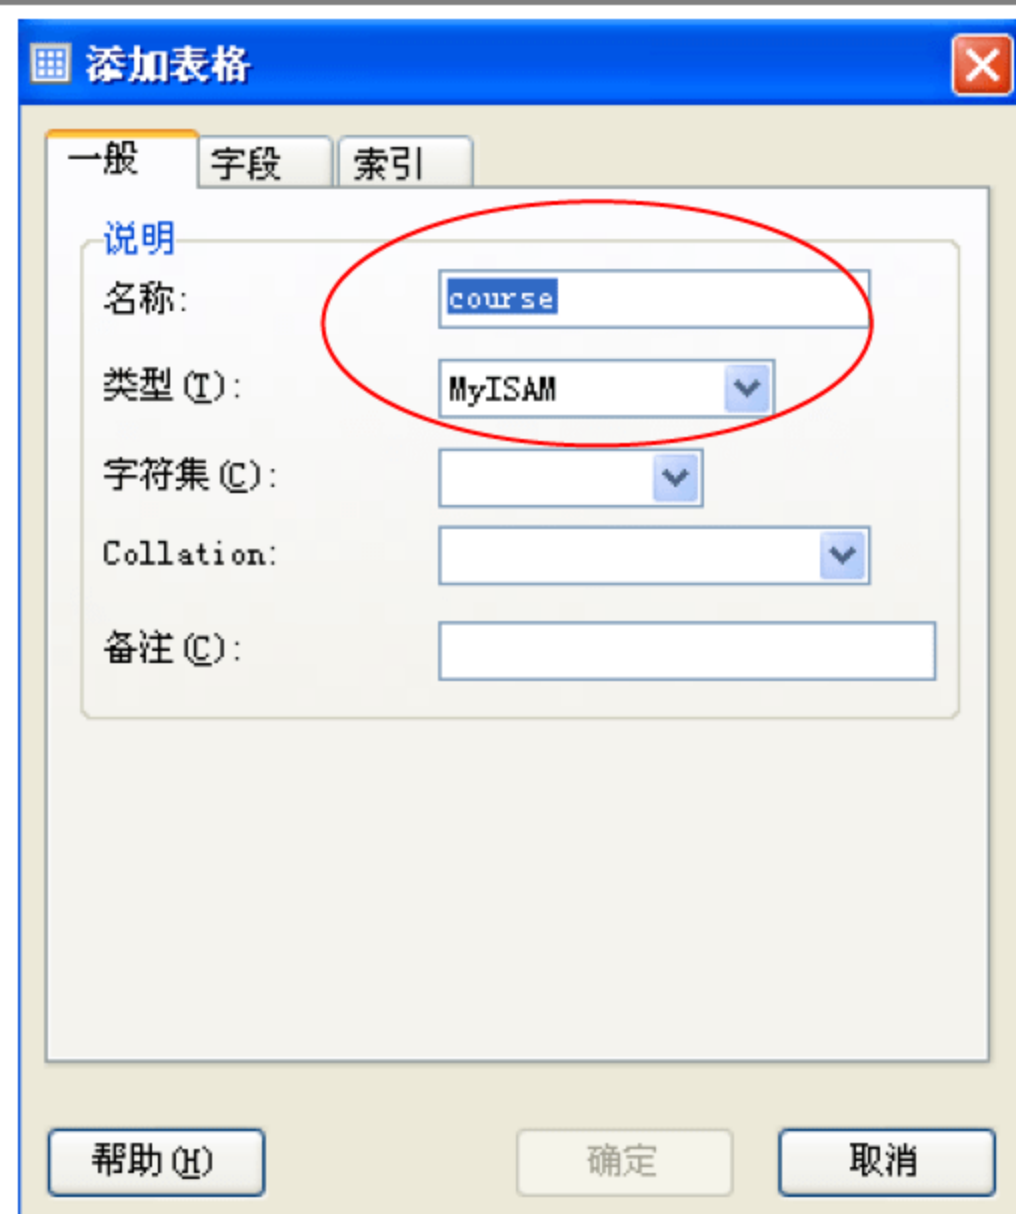 添加表格
一般 字段 索引
说明
名称: course
类型(T): MyISAM
字符集(C):
Collation:
备注(C):
帮助(H) 确定 取消